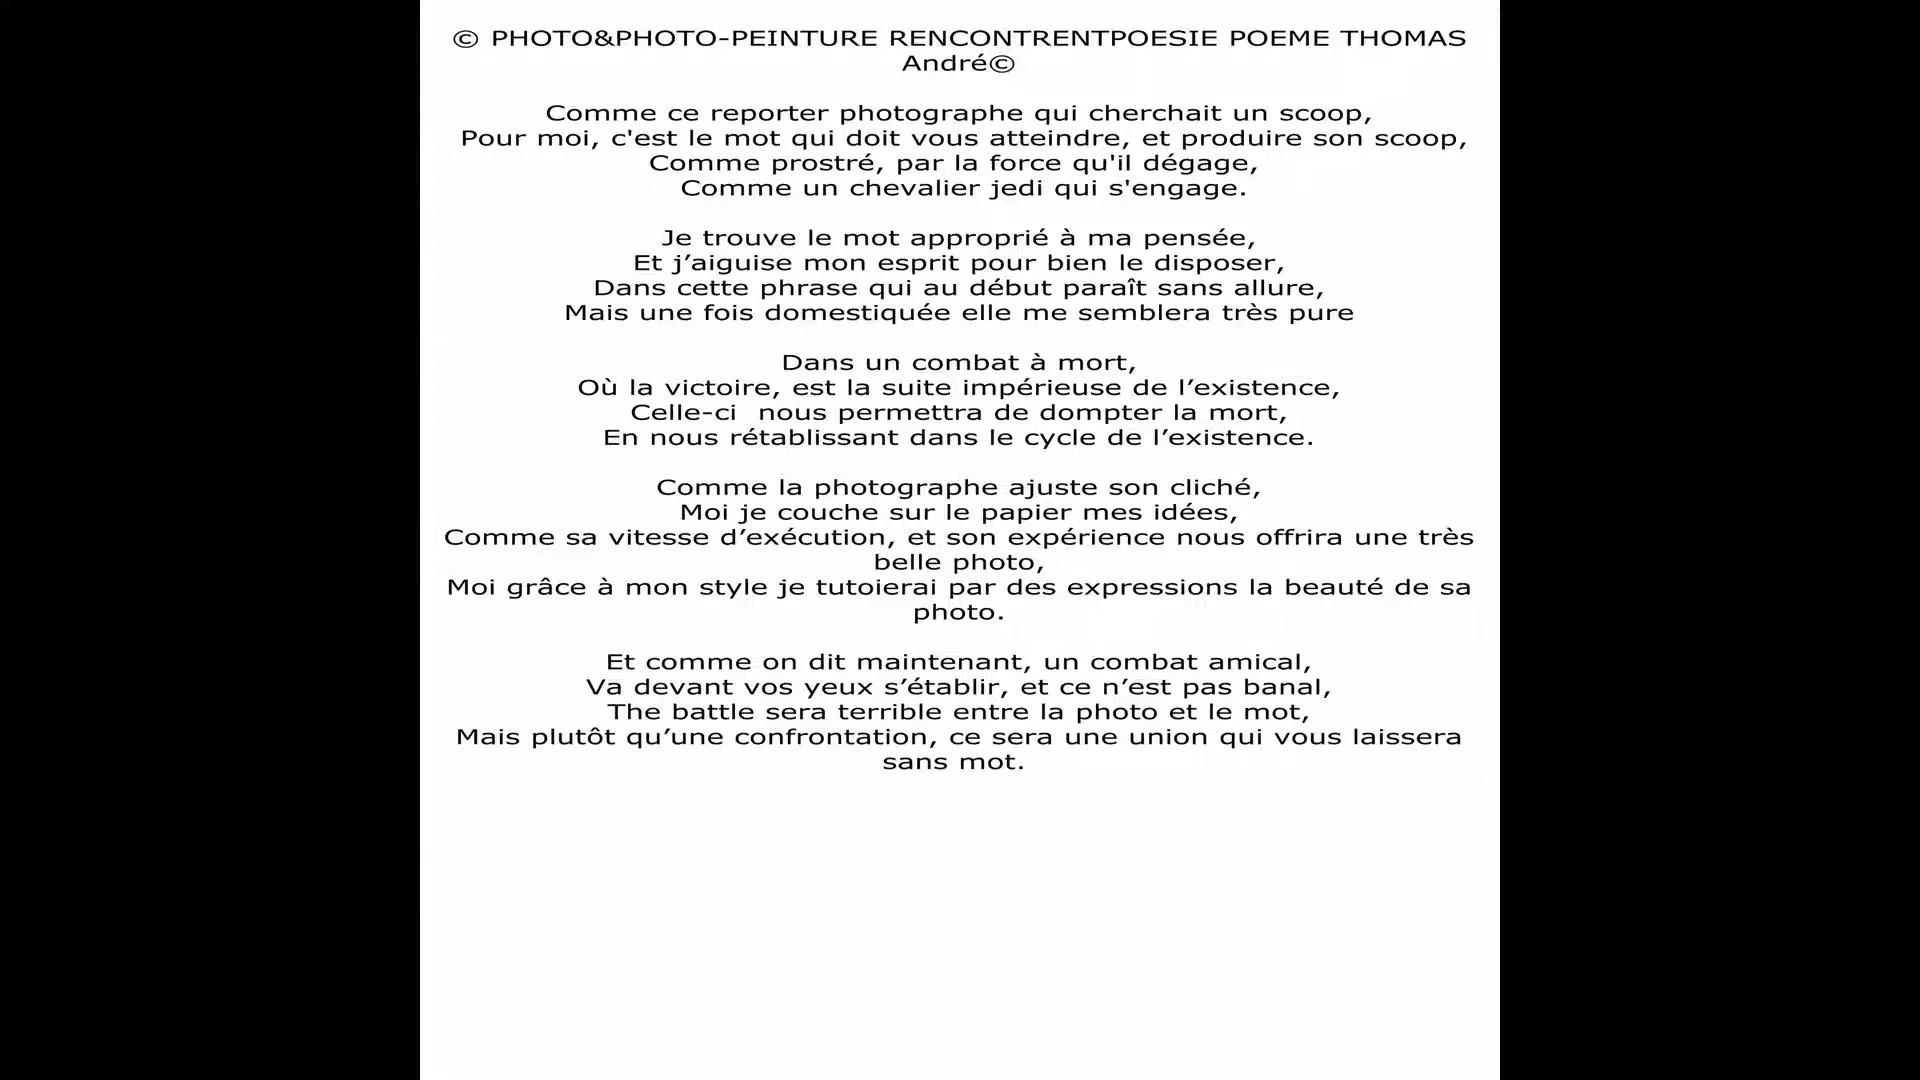 © PHOTO&PHOTO-PEINTURE RENCONTRENTPOESIE POEME THOMAS
André©
Comme ce reporter photographe qui cherchait un scoop,
Pour moi, c'est le mot qui doit vous atteindre, et produire son scoop,
Comme prostré, par la force qu'il dégage,
Comme un chevalier jedi qui s'engage.
Je trouve le mot approprié à ma pensée,
Et j’aiguise mon esprit pour bien le disposer,
Dans cette phrase qui au début paraît sans allure,
Mais une fois domestiquée elle me semblera très pure
Dans un combat à mort,
Où la victoire, est la suite impérieuse de l’existence,
Celle-ci  nous permettra de dompter la mort,
En nous rétablissant dans le cycle de l’existence.
Comme la photographe ajuste son cliché,
Moi je couche sur le papier mes idées,
Comme sa vitesse d’exécution, et son expérience nous offrira une très
belle photo,
Moi grâce à mon style je tutoierai par des expressions la beauté de sa
photo.
Et comme on dit maintenant, un combat amical,
Va devant vos yeux s’établir, et ce n’est pas banal,
The battle sera terrible entre la photo et le mot,
Mais plutôt qu’une confrontation, ce sera une union qui vous laissera
sans mot.